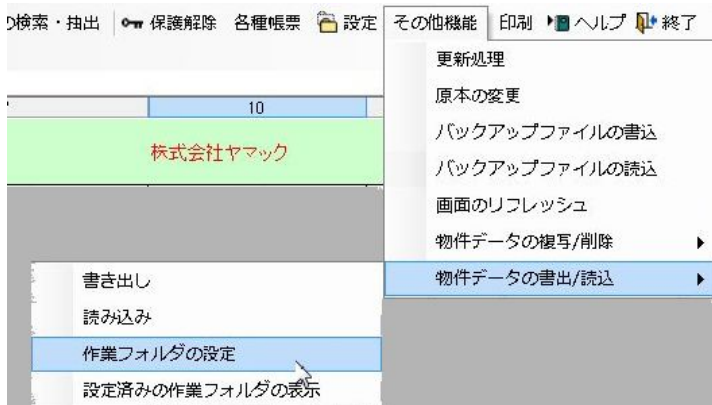 の検索・抽出 保護解除 各種帳票 設定 その他機能 印刷 ヘルプ 終了
更新処理
原本の変更
10
バックアップファイルの書込
株式会社ヤマック
バックアップファイルの読込
画面のリフレッシュ
物件データの複写/削除
物件データの書出/読込
書き出し
読み込み
作業フォルダの設定
設定済みの作業フォルダの表示